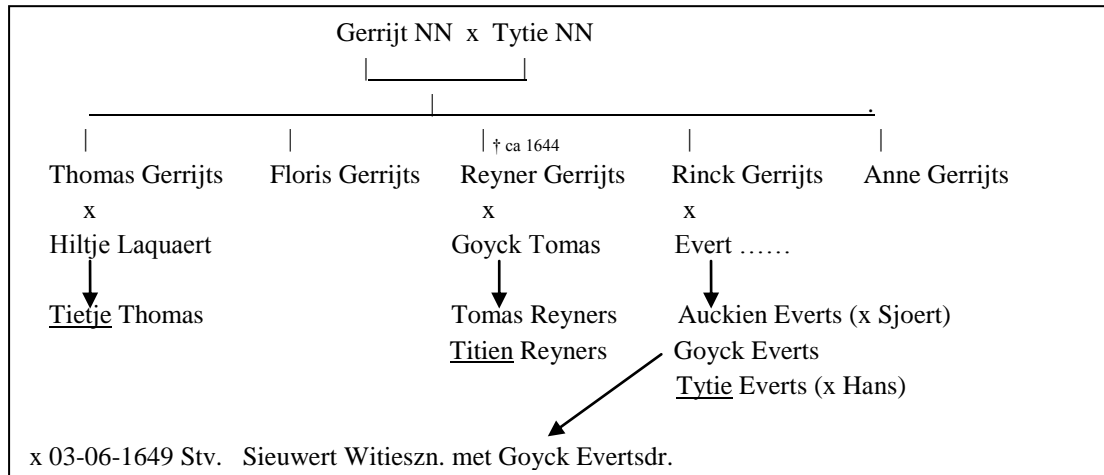 Gerrijt NN x Tytie NN
† ca 1644
Thomas Gerrijts Floris Gerrijts Reyner Gerrijts Rinck Gerrijts Anne Gerrijts
x x x
Hiltje Laquaert Goyck Tomas Evert ……
Tietje Thomas Tomas Reyners Auckien Everts (x Sjoert)
Titien Reyners Goyck Everts
Tytie Everts (x Hans)
x 03-06-1649 Stv. Sieuwert Witieszn. met Goyck Evertsdr.